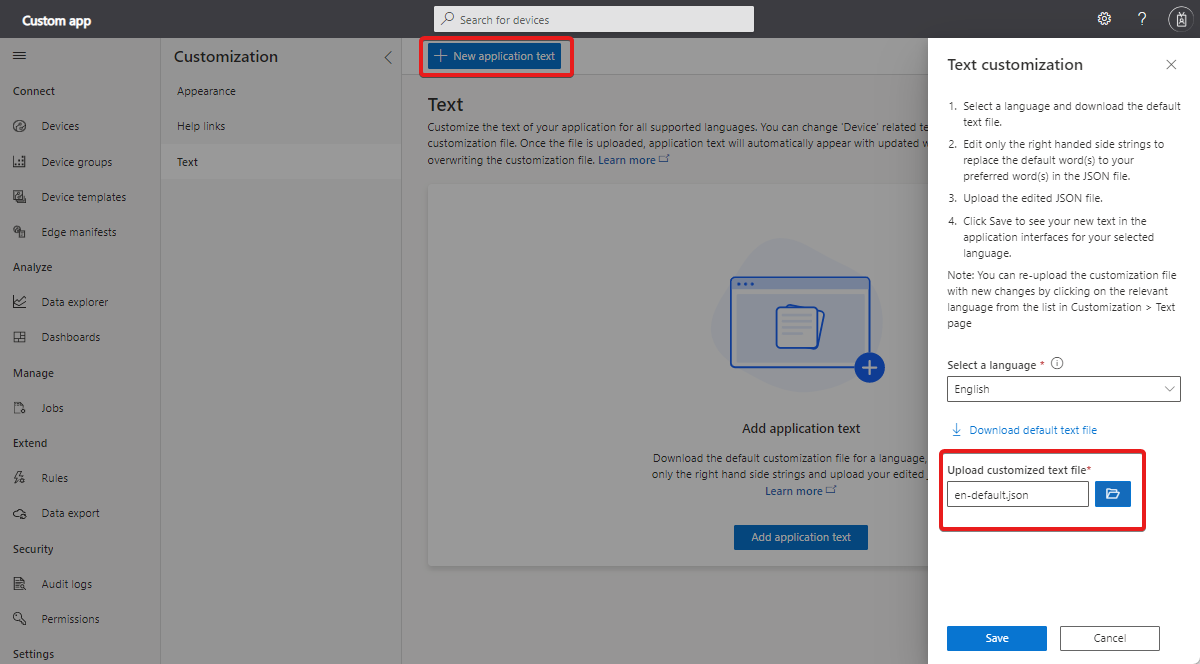 Custom app
Search for devices
?
Connect
Devices
Device groups
Device templates
Edge manifests
Analyze
Data explorer
Dashboards
Manage
Jobs
Extend
Rules
Data export
Security
Audit logs
Permissions
Settings
Customization
Appearance
Help links
Text
New application text
Text
Customize the text of your application for all supported languages. You can change 'Device' related te
customization file. Once the file is uploaded, application text will automatically appear with updated w
overwriting the customization file. Learn more
Add application text
Download the default customization file for a language,
only the right hand side strings and upload your edited
Learn more
Add application text
Text customization
1. Select a language and download the default
text file.
2. Edit only the right handed side strings to
replace the default word(s) to your
preferred word(s) in the JSON file.
3. Upload the edited JSON file.
4. Click Save to see your new text in the
application interfaces for your selected
language.
Note: You can re-upload the customization file
with new changes by clicking on the relevant
language from the list in Customization > Text
page
Select a language *
English
Download default text file
Upload customized text file*
en-default.json
Save
Cancel